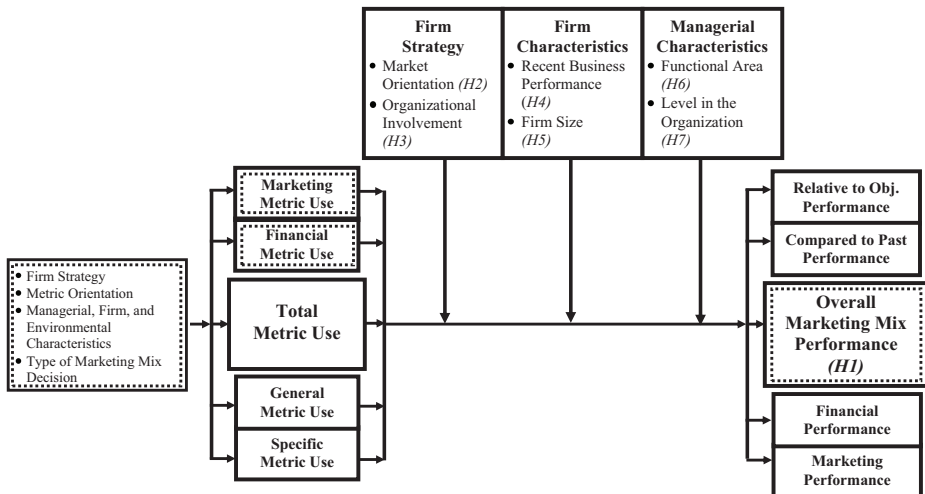 Firm
Strategy
• Market
Orientation (H2)
• Organizational
Involvement
(H3)
Firm
Characteristics
• Recent Business
Performance
(H4)
• Firm Size
(H5)
Managerial
Characteristics
• Functional Area
(H6)
• Level in the
Organization
(H7)
• Firm Strategy
• Metric Orientation
• Managerial, Firm, and
Environmental
Characteristics
• Type of Marketing Mix
Decision
Marketing
Metric Use
Financial
Metric Use
Total
Metric Use
General
Metric Use
Specific
Metric Use
Relative to Obj.
Performance
Compared to Past
Performance
Overall
Marketing Mix
Performance
(H1)
Financial
Performance
Marketing
Performance